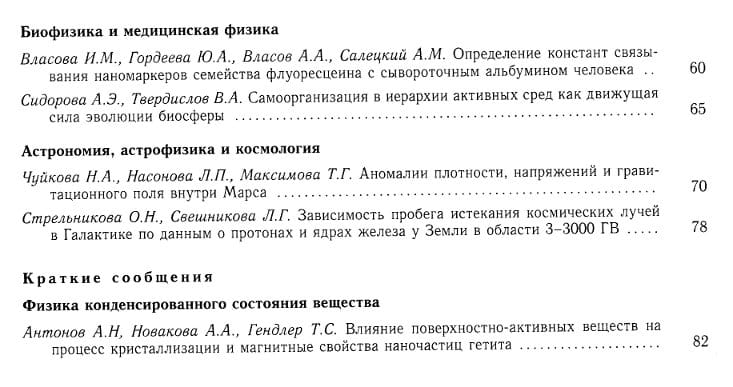 Биофизика и медицинская физика
Власова И.М., Гордеева Ю.А., Власов А.А., Салецкий А.М. Определение констант связы-
вания наномаркеров семейства флуоресцеина с сывороточным альбумином человека .. 60
Сидорова А.Э., Твердислов В.А. Самоорганизация в иерархии активных сред как движущая
сила эволюции биосферы ........................................................ 65
Астрономия, астрофизика и космология
Чуйкова Н.А., Насонова Л.П., Максимова Т.Г. Аномалии плотности, напряжений и грави-
тационного поля внутри Марса .................................................. 70
Стрельникова О.Н., Свешникова Л.Г. Зависимость пробега истекания космических лучей
в Галактике по данным о протонах и ядрах железа у Земли в области 3–3000 ГВ ..... 78
Краткие сообщения
Физика конденсированного состояния вещества
Антонов А.Н, Новакова А.А., Гендлер Т.С. Влияние поверхностно-активных веществ на
процесс кристаллизации и магнитные свойства наночастиц гетита .................... 82